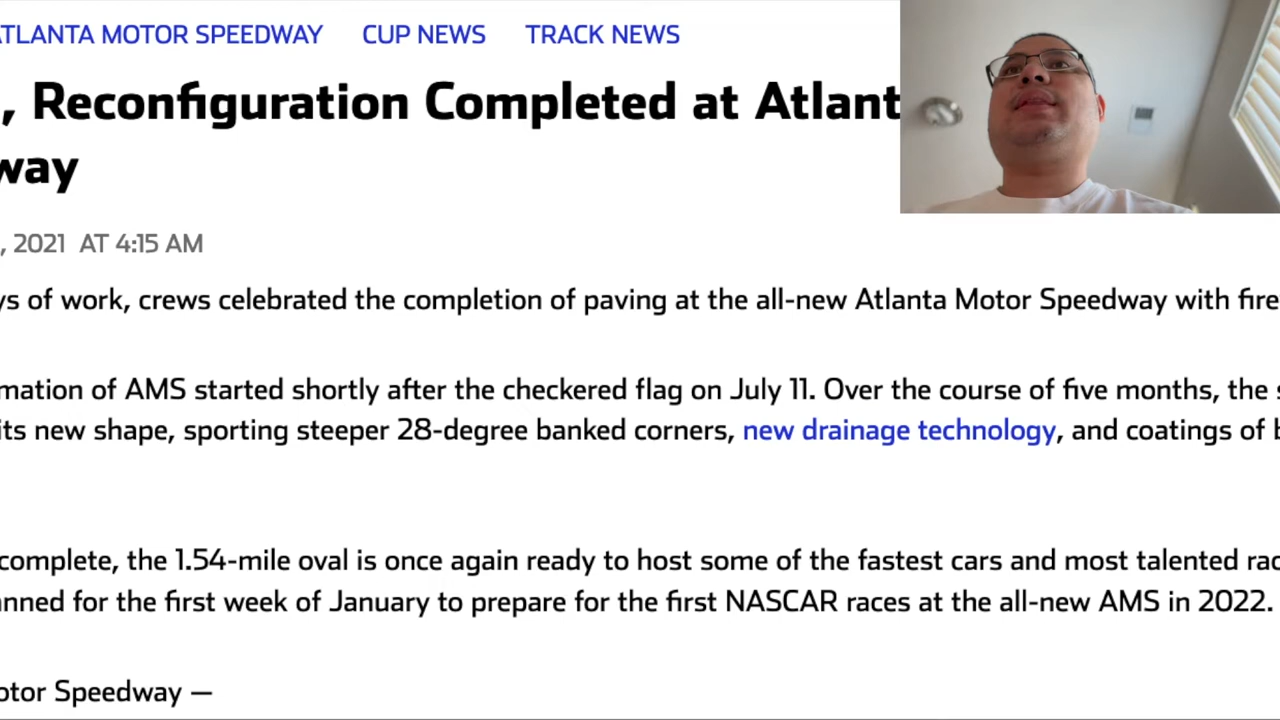 ATLANTA MOTOR SPEEDWAY CUP NEWS TRACK NEWS
, Reconfiguration Completed at Atlant
way
, 2021 AT 4:15 AM
ys of work, crews celebrated the completion of paving at the all-new Atlanta Motor Speedway with fire
mation of AMS started shortly after the checkered flag on July 11. Over the course of five months, the s
its new shape, sporting steeper 28-degree banked corners, new drainage technology, and coatings of b
complete, the 1.54-mile oval is once again ready to host some of the fastest cars and most talented rac
nned for the first week of January to prepare for the first NASCAR races at the all-new AMS in 2022.
otor Speedway —